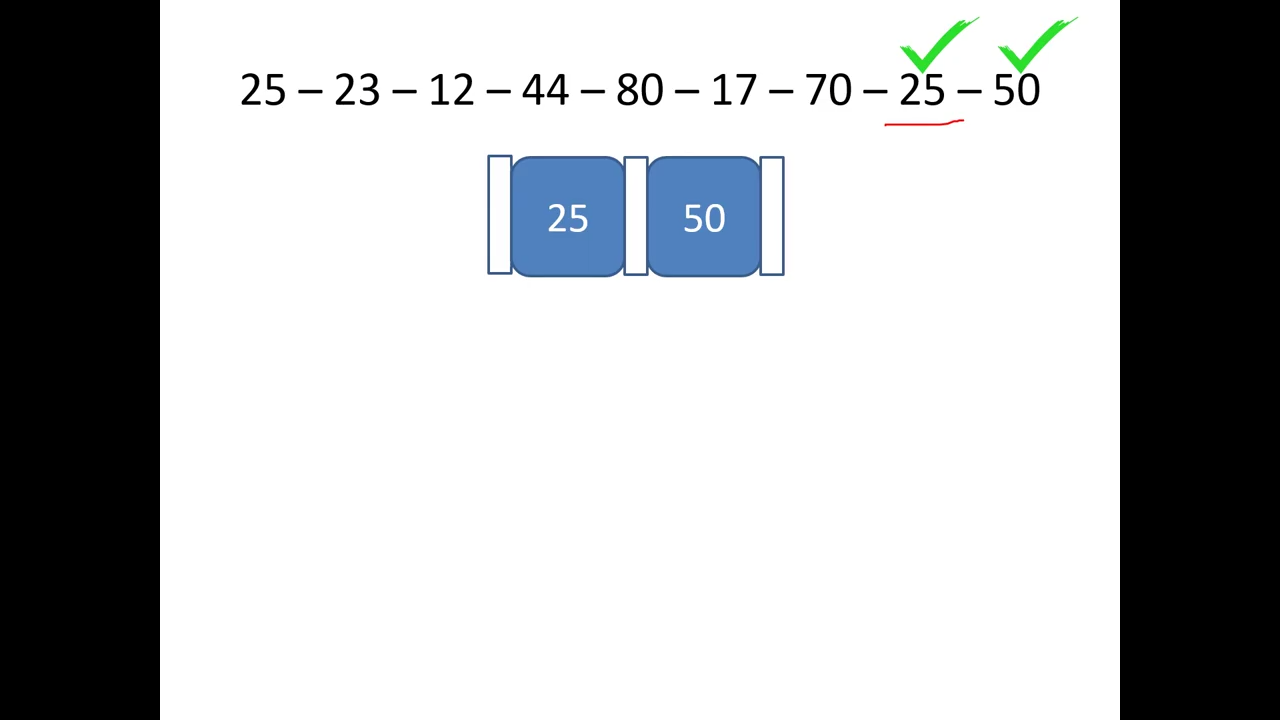 25 – 23 – 12 – 44 – 80 – 17 – 70 – 25 – 50
25 50